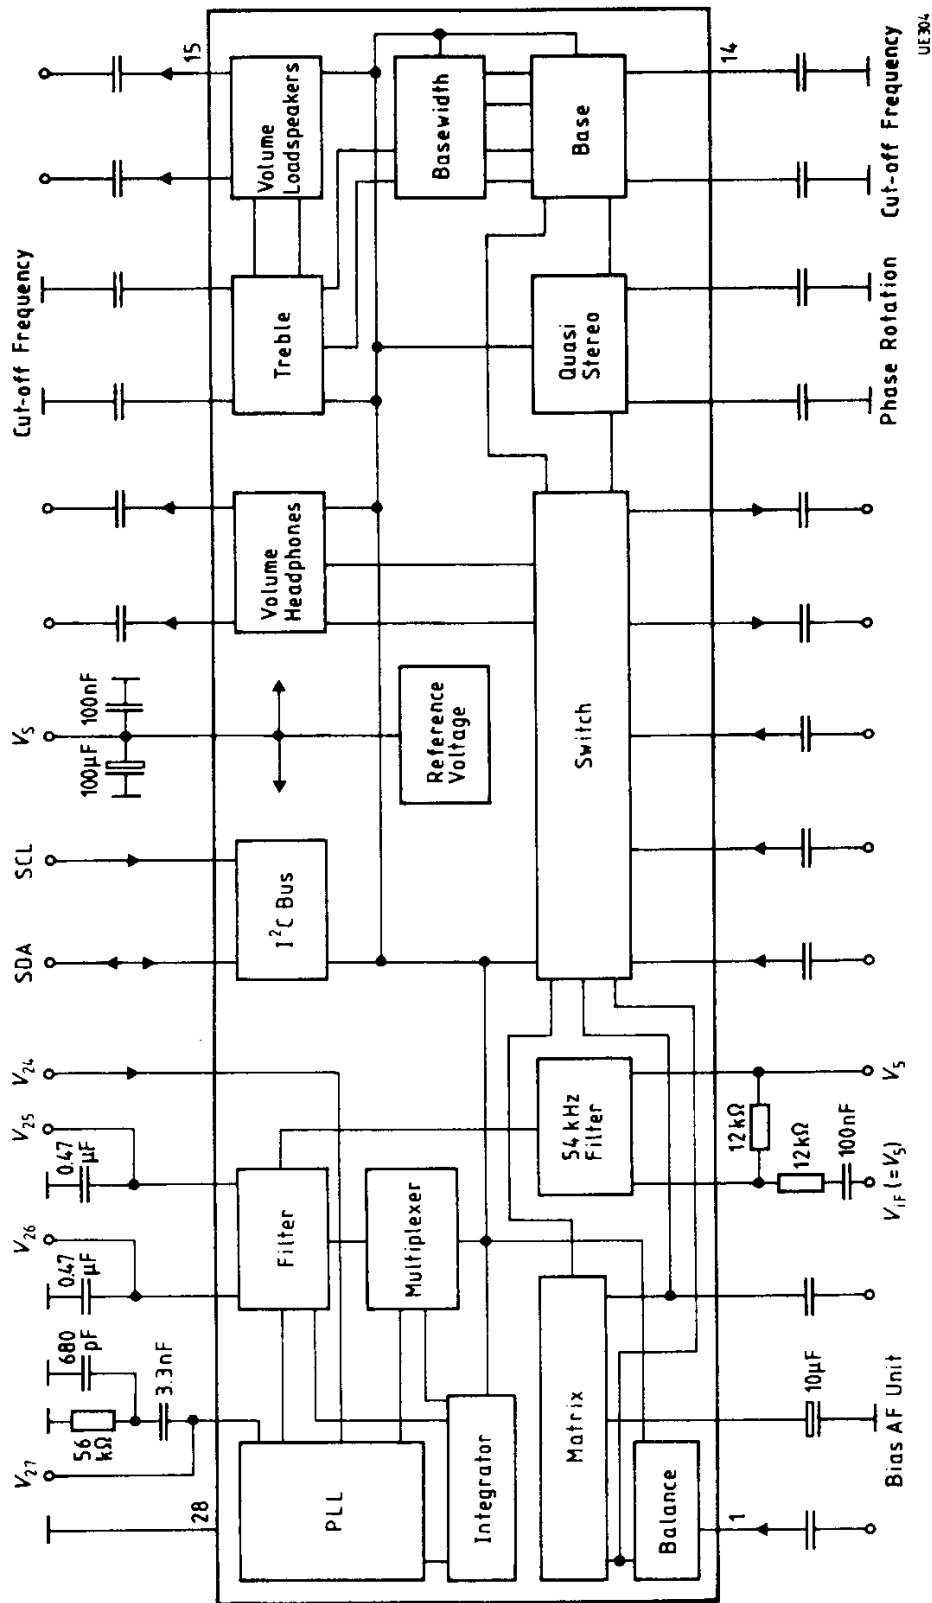 V27
56
kΩ
680
pF
3.3nF
V26
0.47
μF
V25
0.47
μF
V24
SDA
SCL
VS
100μF
100nF
Cut-off Frequency
28
15
PLL
Filter
I²C Bus
Volume
Headphones
Treble
Volume
Loadspeakers
Multiplexer
Reference
Voltage
Basewidth
Integrator
Matrix
Balance
54 kHz
Filter
Switch
Quasi
Stereo
Base
1
14
10μF
Bias AF Unit
12kΩ
12kΩ
100nF
ViF (=VS)
VS
Phase Rotation
Cut-off Frequency
UE304